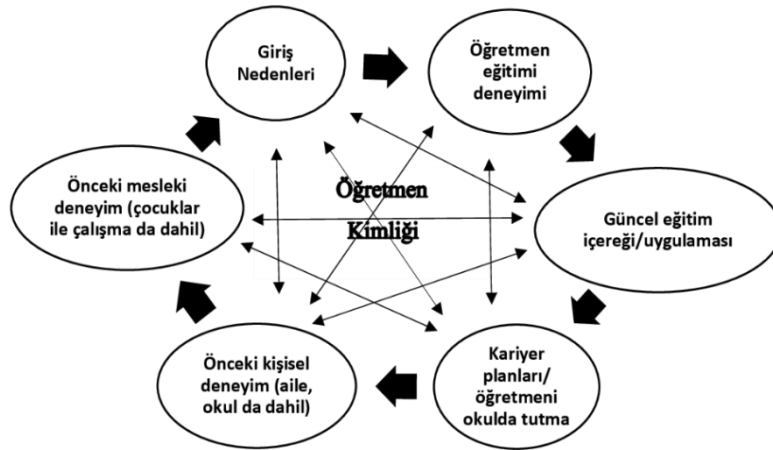 Giriş
Nedenleri
Öğretmen
eğitimi
deneyimi
Önceki mesleki
deneyim (çocuklar
ile çalışma da dahil)
Öğretmen
Kimliği
Güncel eğitim
içereği/uygulaması
Önceki kişisel
deneyim (aile,
okul da dahil)
Kariyer
planları/
öğretmeni
okulda tutma